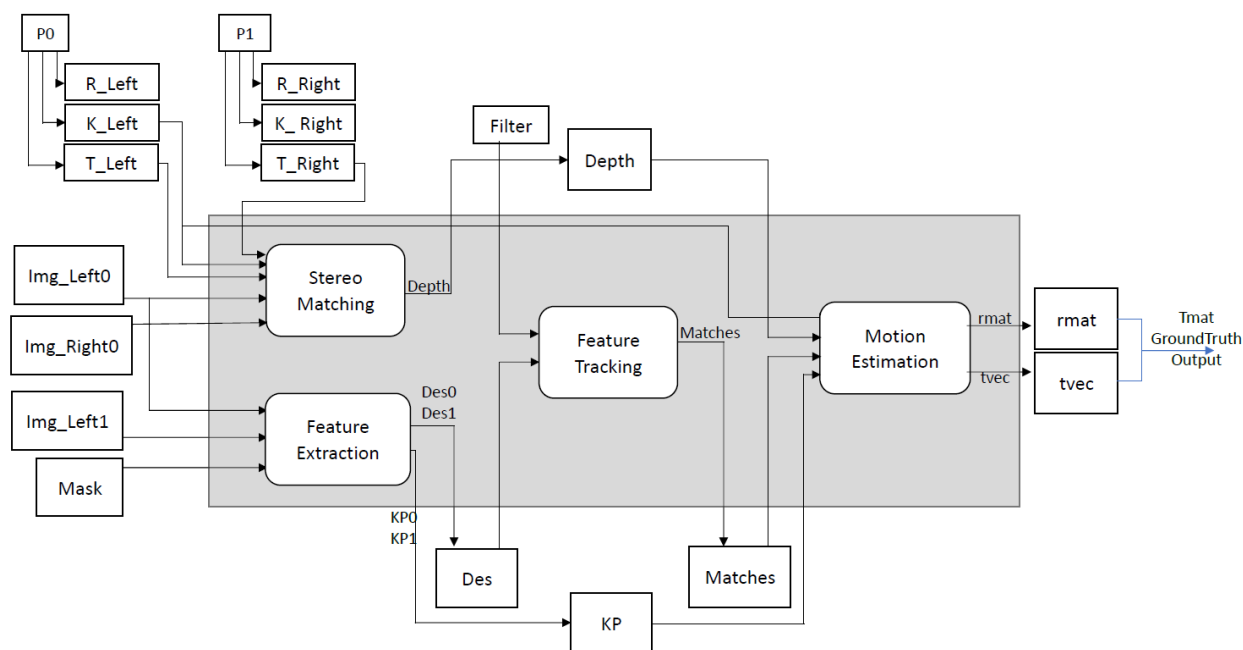 P0
P1
R_Left
K_Left
T_Left
R_Right
K_ Right
T_Right
Filter
Depth
Img_Left0
Img_Right0
Img_Left1
Mask
Stereo
Matching
Depth
Feature
Tracking
Matches
Motion
Estimation
rmat
tvec
rmat
tvec
Tmat
GroundTruth
Output
Feature
Extraction
Des0
Des1
KP0
KP1
Des
Matches
KP